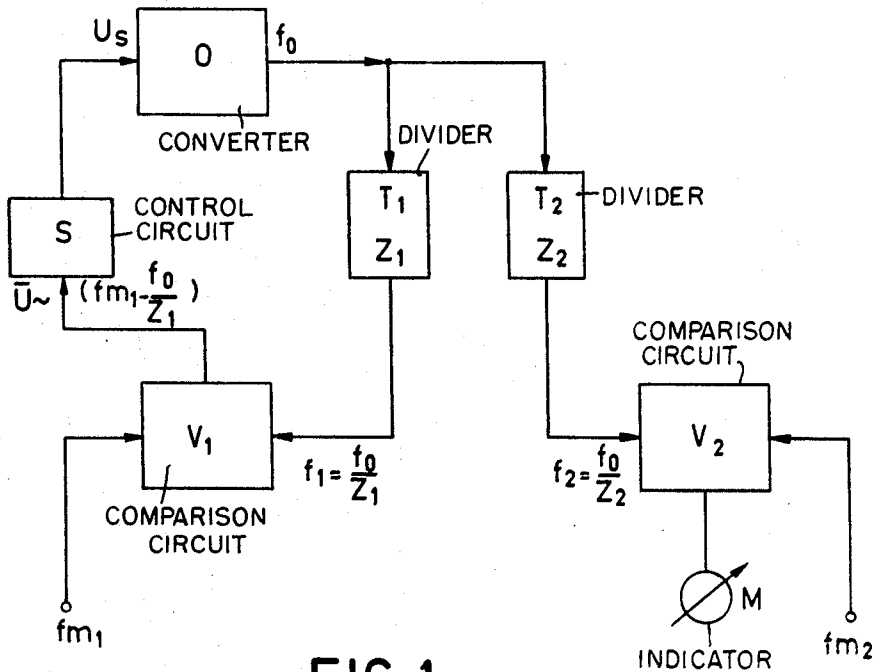 U_S
O
f_0
CONVERTER
DIVIDER
T_1
Z_1
T_2
Z_2
DIVIDER
S
CONTROL
CIRCUIT
Ū~
(fm_1-f_0/Z_1)
COMPARISON
CIRCUIT
V_1
f_1=f_0/Z_1
f_2=f_0/Z_2
V_2
COMPARISON
CIRCUIT
fm_1
M
fm_2
INDICATOR
FIG. 1